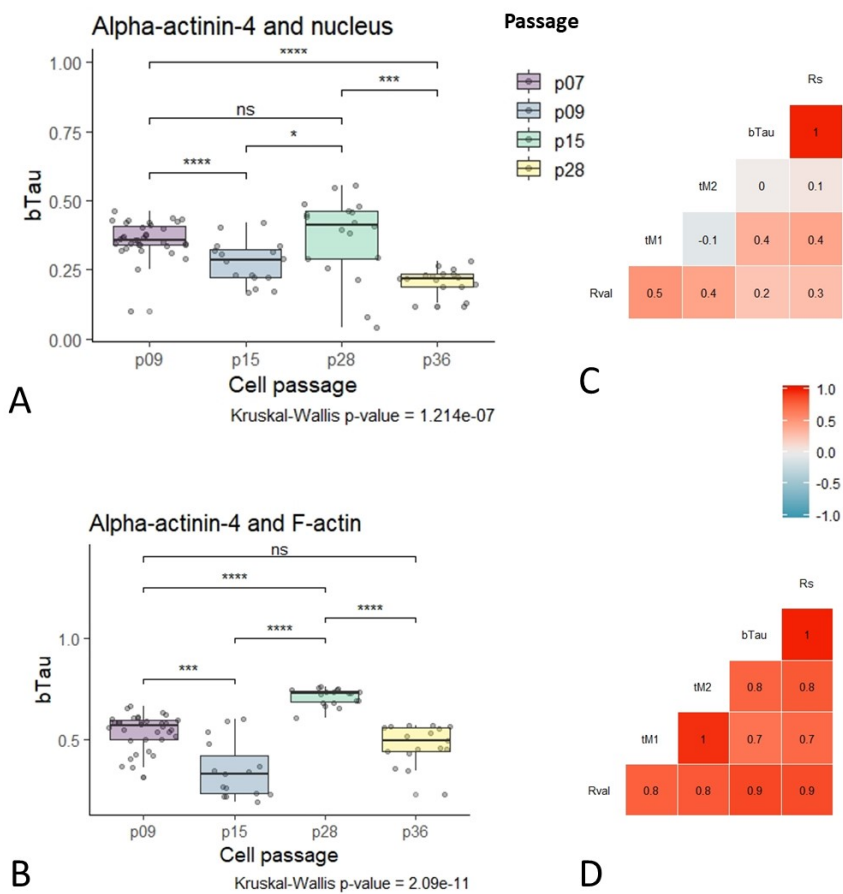 Alpha-actinin-4 and nucleus
bTau
1.00
0.75
0.50
0.25
0.00
****
***
ns
*
****
p09 p15 p28 p36
Cell passage
Kruskal-Wallis p-value = 1.214e-07
A
Passage
p07
p09
p15
p28
Rs
bTau 1
tM2 0 0.1
tM1 -0.1 0.4 0.4
Rval 0.5 0.4 0.2 0.3
C
1.0
0.5
0.0
-0.5
-1.0
Alpha-actinin-4 and F-actin
bTau
1.0
0.5
ns
****
****
****
***
p09 p15 p28 p36
Cell passage
Kruskal-Wallis p-value = 2.09e-11
B
Rs
bTau 1
tM2 0.8 0.8
tM1 1 0.7 0.7
Rval 0.8 0.8 0.9 0.9
D